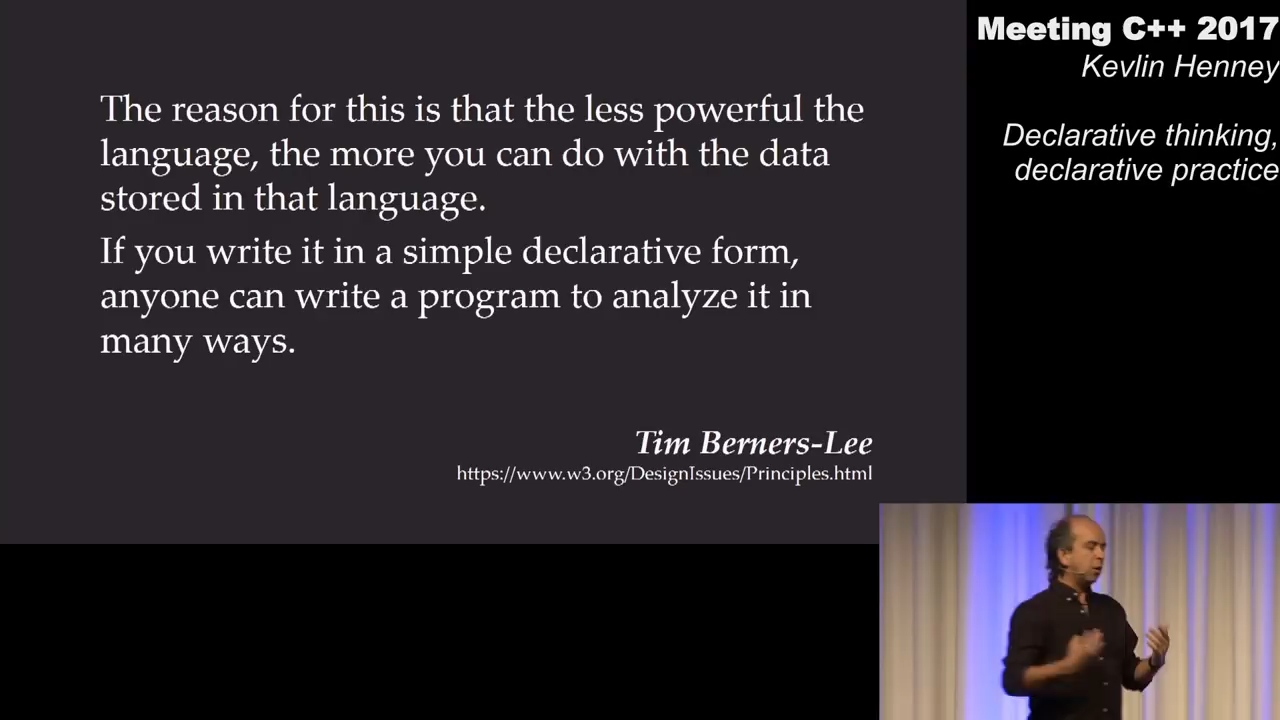 Meeting C++ 2017
Kevlin Henney
Declarative thinking,
declarative practice
The reason for this is that the less powerful the
language, the more you can do with the data
stored in that language.
If you write it in a simple declarative form,
anyone can write a program to analyze it in
many ways.
Tim Berners-Lee
https://www.w3.org/DesignIssues/Principles.html